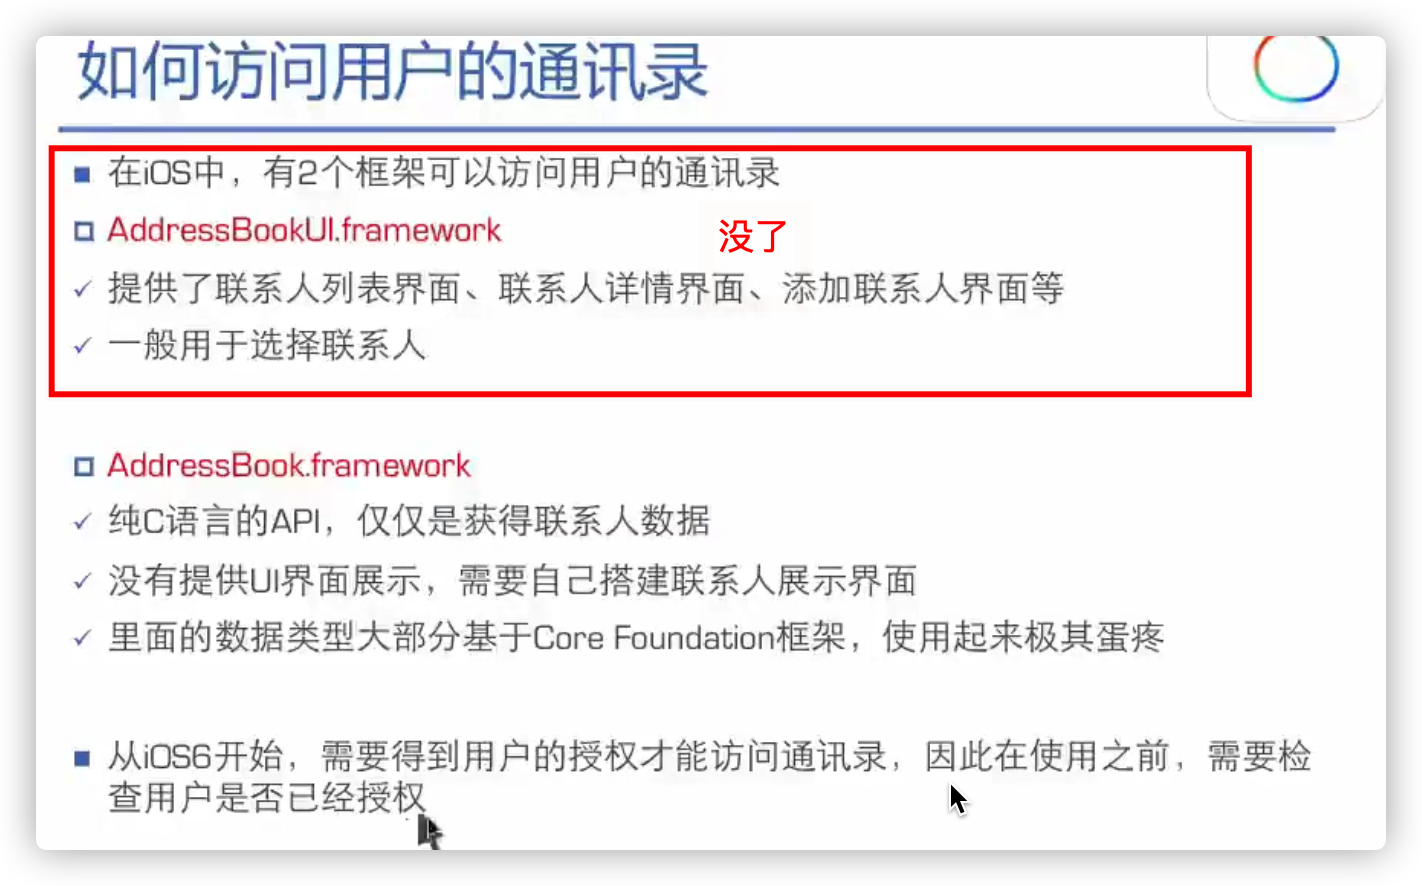 如何访问用户的通讯录
在iOS中，有2个框架可以访问用户的通讯录
AddressBookUI.framework
没了
提供了联系人列表界面、联系人详情界面、添加联系人界面等
一般用于选择联系人
AddressBook.framework
纯C语言的API，仅仅是获得联系人数据
没有提供UI界面展示，需要自己搭建联系人展示界面
里面的数据类型大部分基于Core Foundation框架，使用起来极其蛋疼
从iOS6开始，需要得到用户的授权才能访问通讯录，因此在使用之前，需要检
查用户是否已经授权